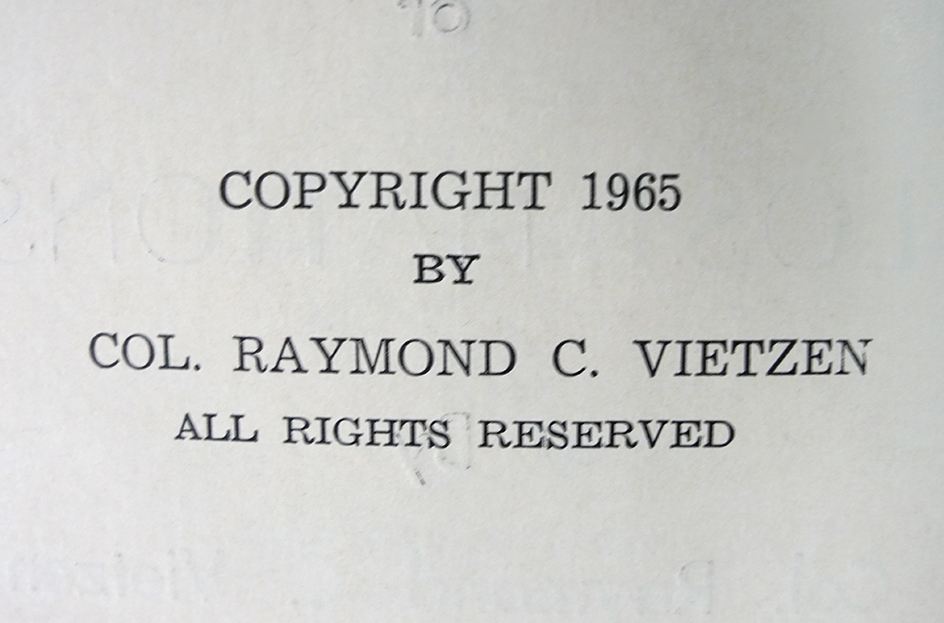 COPYRIGHT 1965
BY
COL. RAYMOND C. VIETZEN
ALL RIGHTS RESERVED